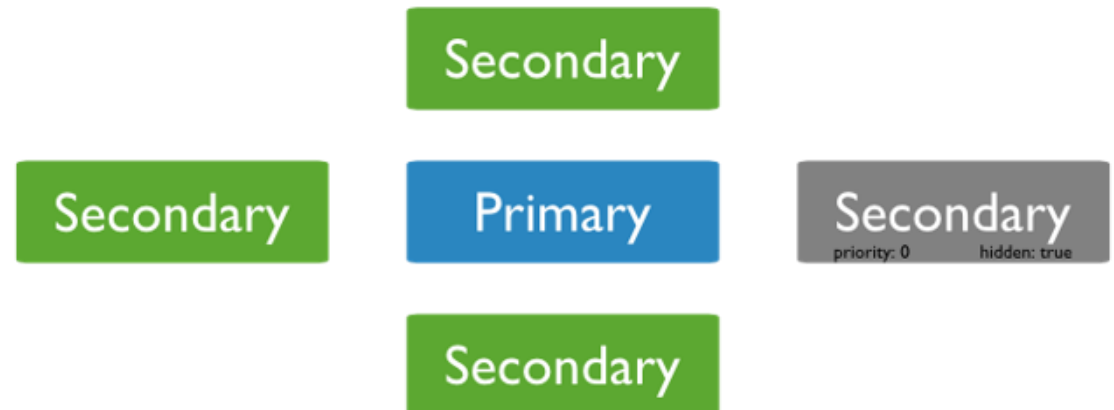 Secondary
Secondary
Primary
Secondary
priority: 0
hidden: true
Secondary